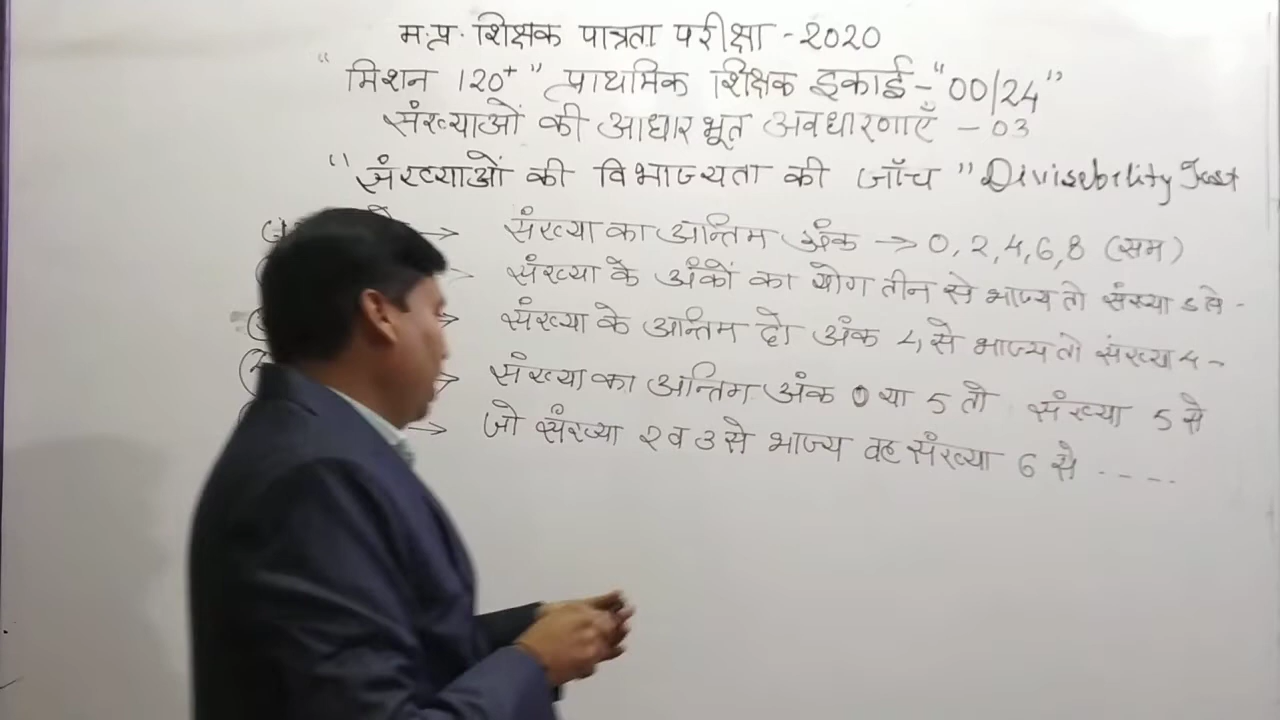 म.प्र. शिक्षक पात्रता परीक्षा - 2020
"मिशन 120+" प्राथमिक शिक्षक इकाई - "00/24"
संख्याओं की आधारभूत अवधारणाएँ - 03
"संख्याओं की विभाज्यता की जाँच" Divisebility Test
→ संख्या का अन्तिम अंक → 0, 2, 4, 6, 8 (सम)
→ संख्या के अंकों का योग तीन से भाज्य तो संख्या 3 से -
→ संख्या के अन्तिम दो अंक 4 से भाज्य तो संख्या 4 -
→ संख्या का अन्तिम अंक 0 या 5 तो संख्या 5 से
→ जो संख्या 2 व 3 से भाज्य वह संख्या 6 से - - - -